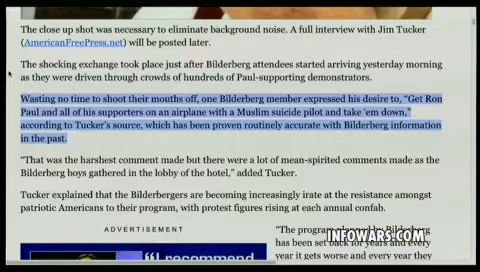 The close up shot was necessary to eliminate background noise. A full interview with Jim Tucker
(AmericanFreePress.net) will be posted later.
The shocking exchange took place just after Bilderberg attendees started arriving yesterday morning
as they were driven through crowds of hundreds of Paul-supporting demonstrators.
Wasting no time to shoot their mouths off, one Bilderberg member expressed his desire to, “Get Ron
Paul and all of his supporters on an airplane with a Muslim suicide pilot and take ‘em down,”
according to Tucker’s source, which has been proven routinely accurate with Bilderberg information
in the past.
“That was the harshest comment made but there were a lot of mean-spirited comments made as the
Bilderberg boys gathered in the lobby of the hotel,” added Tucker.
Tucker explained that the Bilderbergers are becoming increasingly irate at the resistance amongst
patriotic Americans to their program, with protest figures rising at each annual confab.
ADVERTISEMENT
“I recommend
“The program
Bilderberg
INFOWARS.COM
has been set back for years and every
year it gets worse and every year they